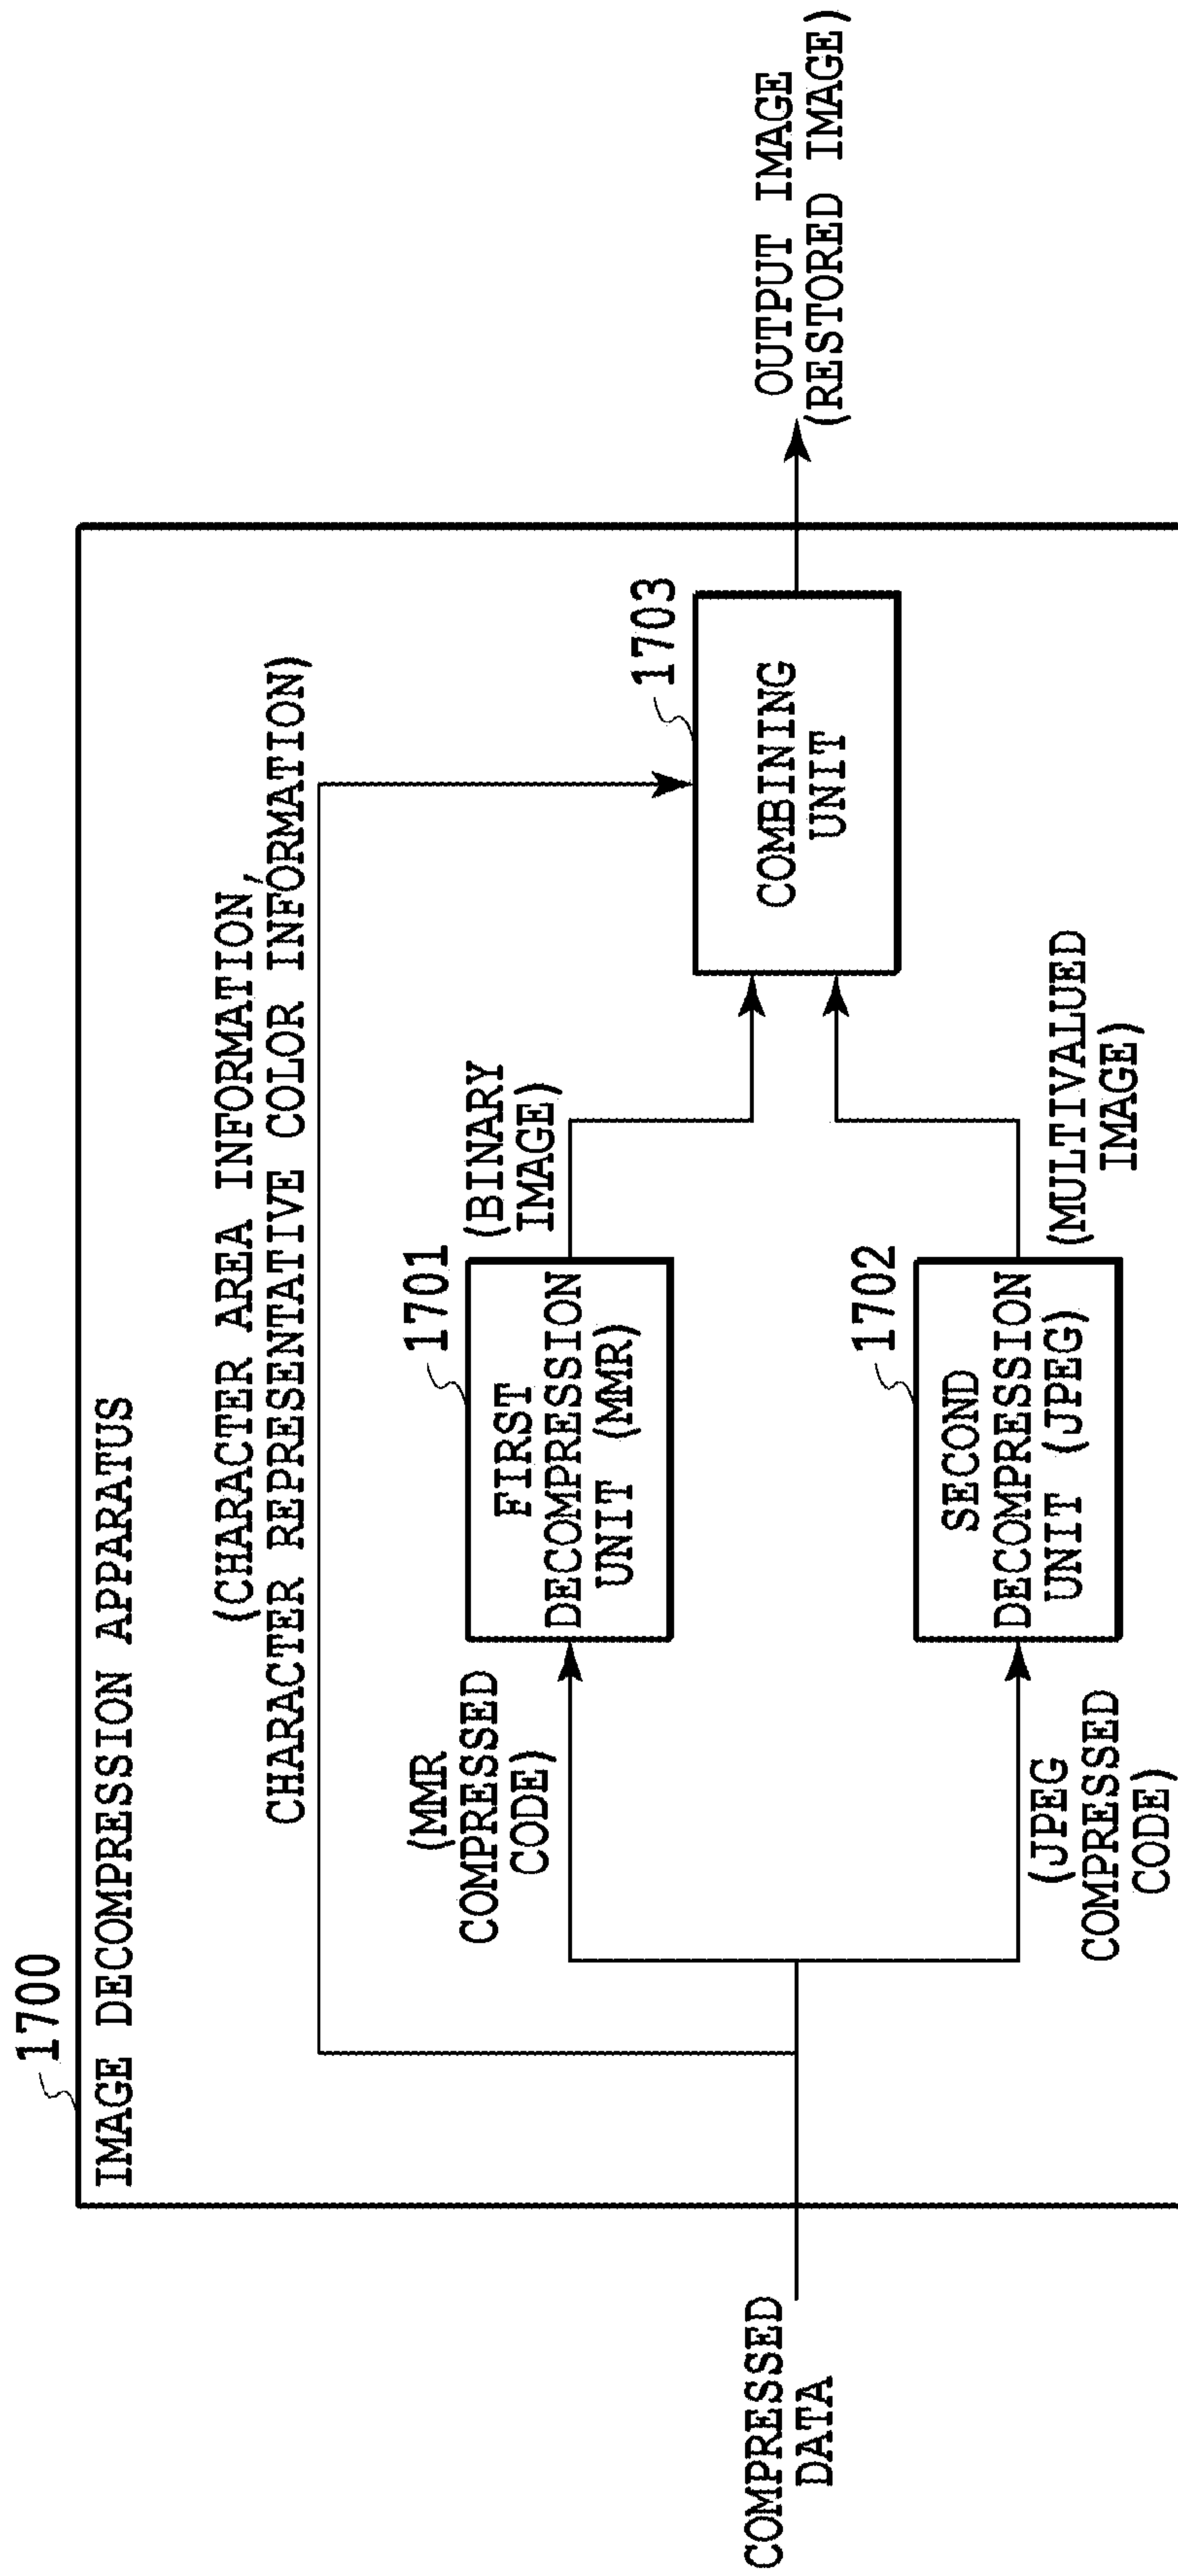 1700
IMAGE DECOMPRESSION APPARATUS
(CHARACTER AREA INFORMATION,
CHARACTER REPRESENTATIVE COLOR INFORMATION)
COMPRESSED
DATA
(MMR
COMPRESSED
CODE)
1701
FIRST
DECOMPRESSION
UNIT (MMR)
(BINARY
IMAGE)
(JPEG
COMPRESSED
CODE)
1702
SECOND
DECOMPRESSION
UNIT (JPEG)
(MULTIVALUED
IMAGE)
1703
COMBINING
UNIT
OUTPUT IMAGE
(RESTORED IMAGE)